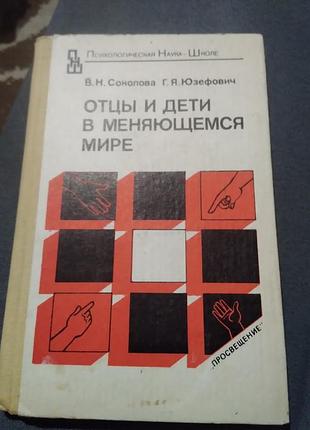 Психологическая Наука – Школе
В.Н. Соколова Г.Я. Юзефович
ОТЦЫ И ДЕТИ
В МЕНЯЮЩЕМСЯ
МИРЕ
„ПРОСВЕЩЕНИЕ“